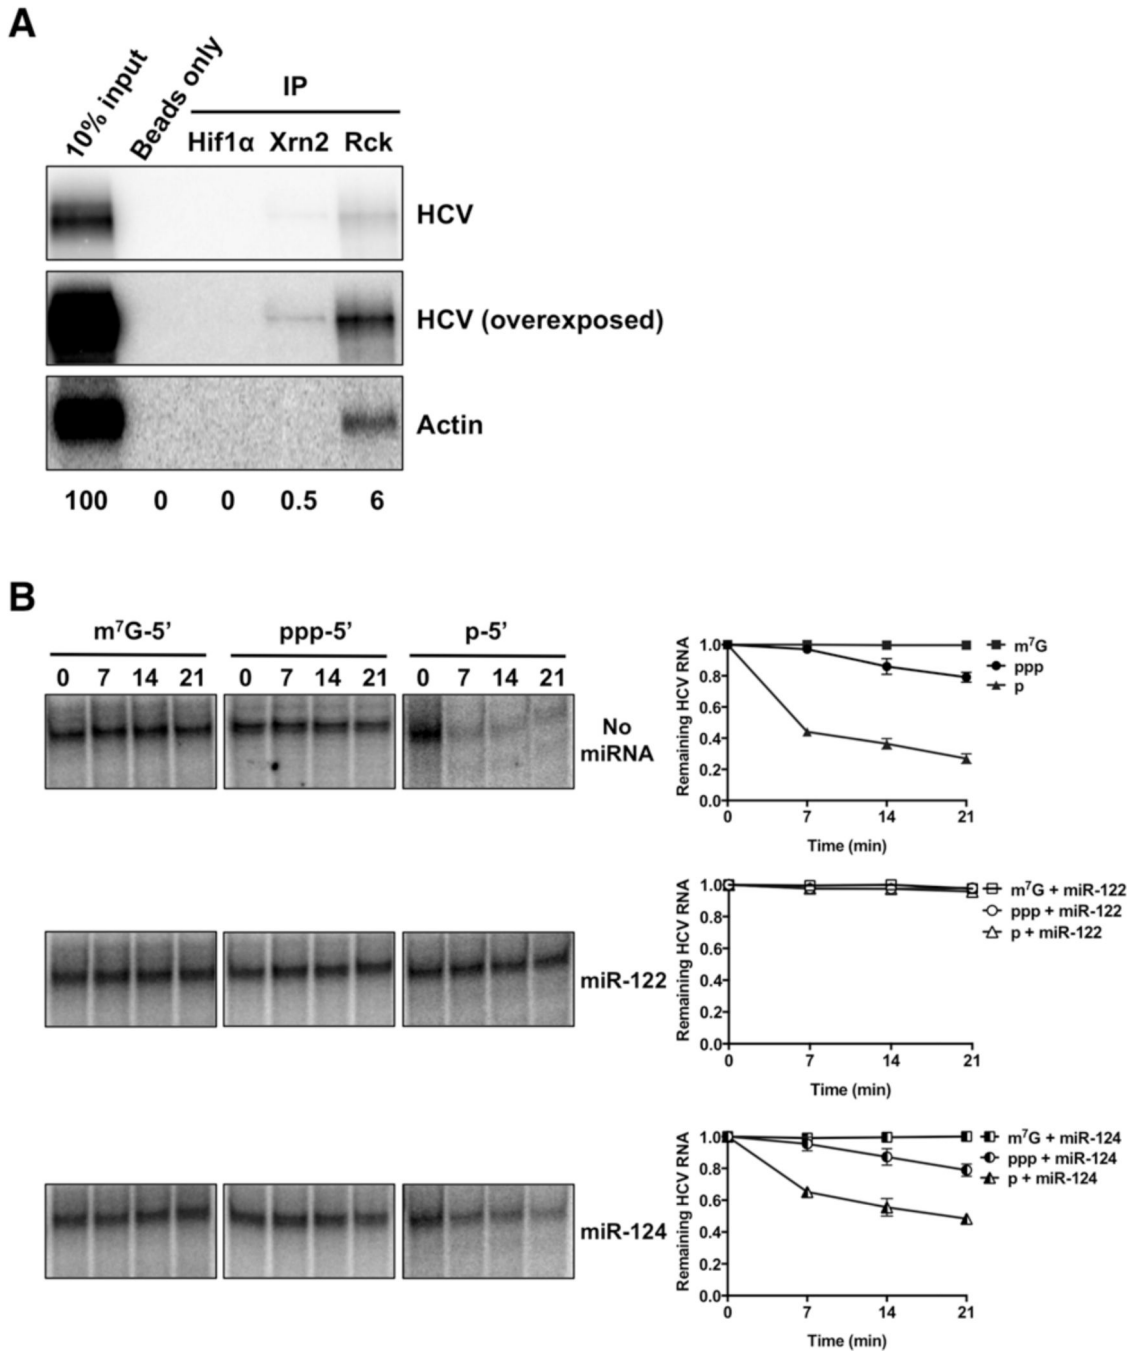 A
10% input
Beads only
IP
Hif1α Xrn2 Rck
HCV
HCV (overexposed)
Actin
100 0 0 0.5 6
B
m⁷G-5’ ppp-5’ p-5’
0 7 14 21 0 7 14 21 0 7 14 21
No
miRNA
miR-122
miR-124
Remaining HCV RNA
1.0
0.8
0.6
0.4
0.2
0.0
0 7 14 21
Time (min)
m⁷G
ppp
p
Remaining HCV RNA
1.0
0.8
0.6
0.4
0.2
0.0
0 7 14 21
Time (min)
m⁷G + miR-122
ppp + miR-122
p + miR-122
Remaining HCV RNA
1.0
0.8
0.6
0.4
0.2
0.0
0 7 14 21
Time (min)
m⁷G + miR-124
ppp + miR-124
p + miR-124